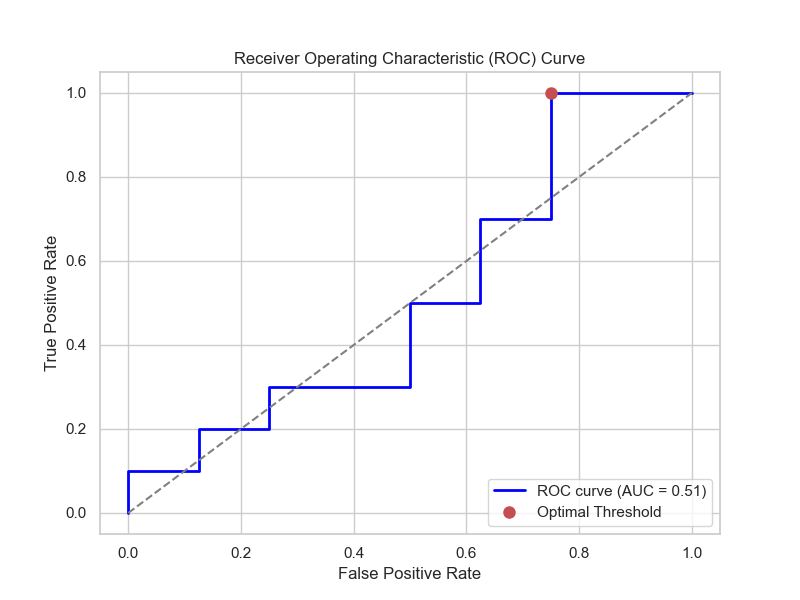 Receiver Operating Characteristic (ROC) Curve
1.0
0.8
0.6
0.4
0.2
0.0
True Positive Rate
0.0 0.2 0.4 0.6 0.8 1.0
False Positive Rate
ROC curve (AUC = 0.51)
Optimal Threshold